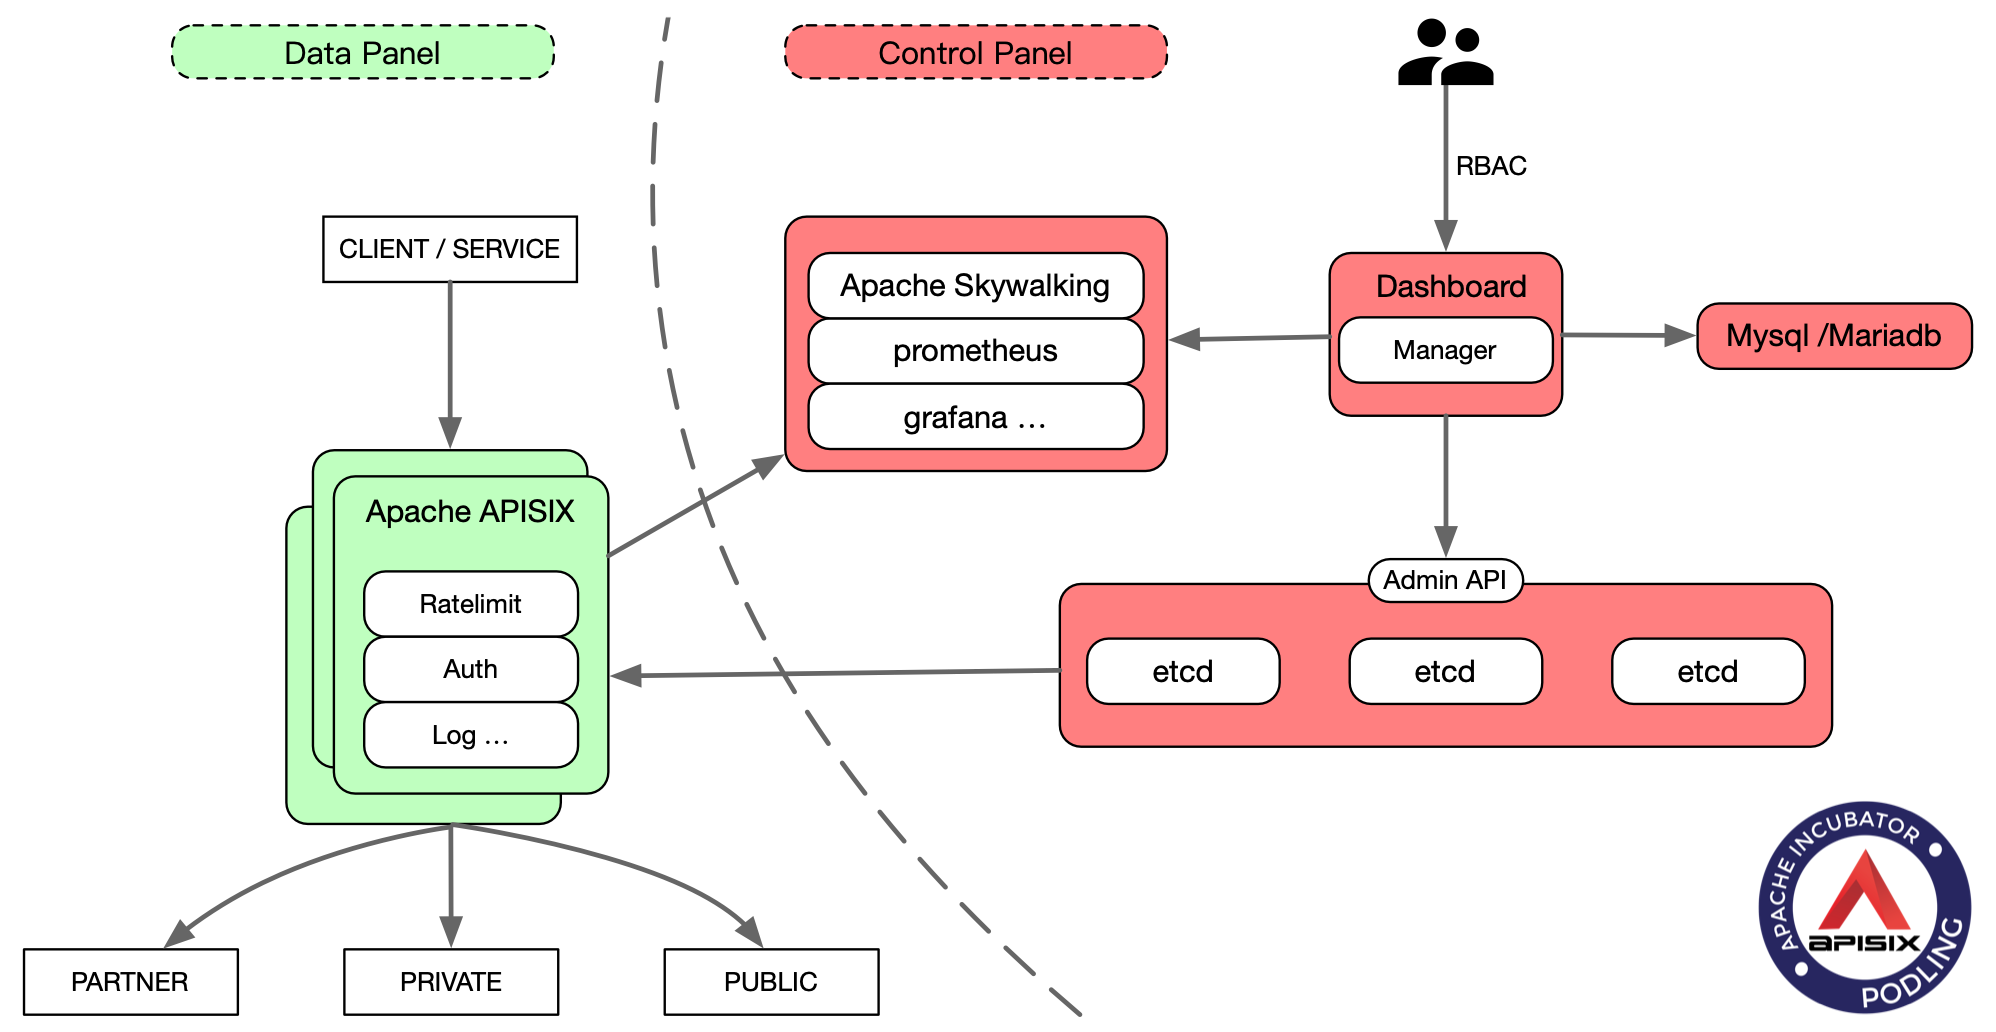 Data Panel
Control Panel
RBAC
CLIENT / SERVICE
Apache Skywalking
prometheus
grafana ...
Dashboard
Manager
Mysql /Mariadb
Apache APISIX
Ratelimit
Auth
Log ...
Admin API
etcd
etcd
etcd
PARTNER
PRIVATE
PUBLIC
APACHE INCUBATOR
APISIX
PODLING